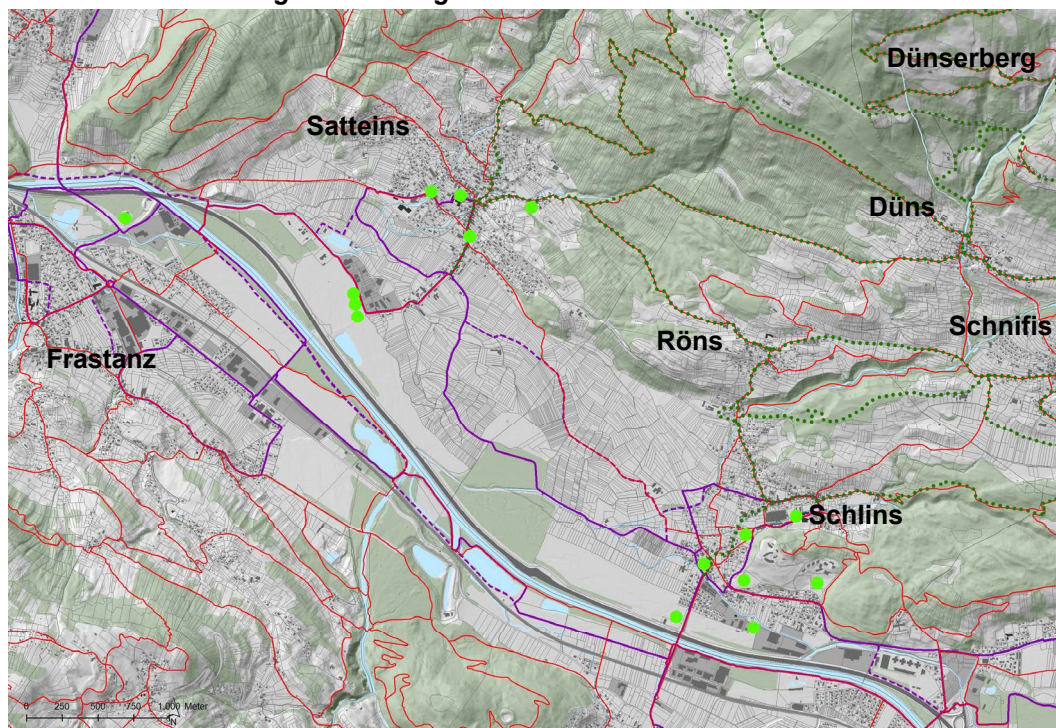 Dünserberg
Satteins
Düns
Schnifis
Röns
Frastanz
Schlins
0 250 500 750 1.000 Meter
N